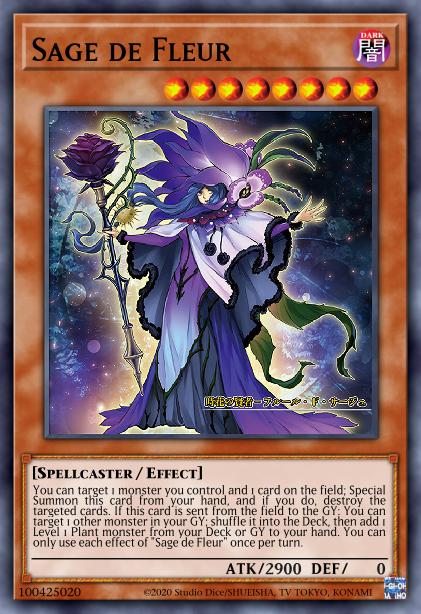 SAGE DE FLEUR
DARK
闇
時花の賢者－フルール・ド・サージュ
[SPELLCASTER / EFFECT]
You can target 1 monster you control and 1 card on the field; Special
Summon this card from your hand, and if you do, destroy the
targeted cards. If this card is sent from the field to the GY: You can
target 1 other monster in your GY; shuffle it into the Deck, then add 1
Level 1 Plant monster from your Deck or GY to your hand. You can
only use each effect of "Sage de Fleur" once per turn.
ATK/2900 DEF/ 0
100425020 ©2020 Studio Dice/SHUEISHA, TV TOKYO, KONAMI